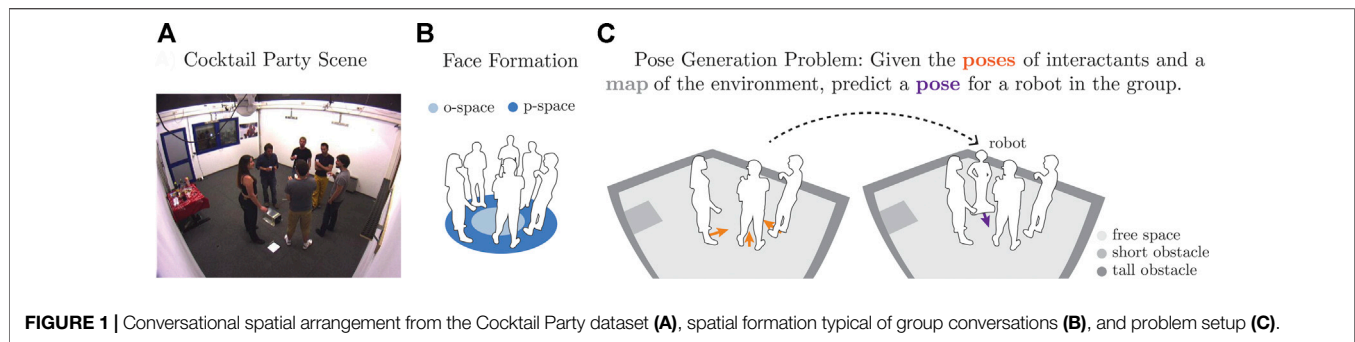 A
Cocktail Party Scene
B
Face Formation
o-space p-space
C
Pose Generation Problem: Given the poses of interactants and a
map of the environment, predict a pose for a robot in the group.
robot
free space
short obstacle
tall obstacle
FIGURE 1 | Conversational spatial arrangement from the Cocktail Party dataset (A), spatial formation typical of group conversations (B), and problem setup (C).